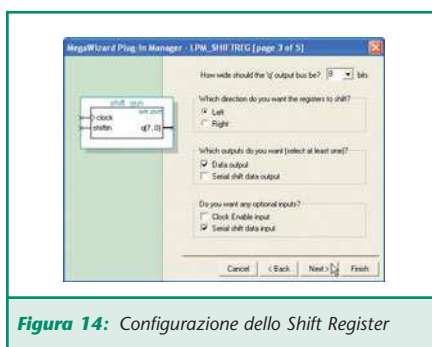 MegaWizard Plug-In Manager - LPM_SHIFTREG [page 3 of 5]
How wide should the 'q' output bus be? 8 bits
Which direction do you want the registers to shift?
Left
Right
left shift
clock
shiftin q[7..0]
Which outputs do you want (select at least one)?
Data output
Serial shift data output
Do you want any optional inputs?
Clock Enable input
Serial shift data input
Cancel < Back Next > Finish
Figura 14: Configurazione dello Shift Register